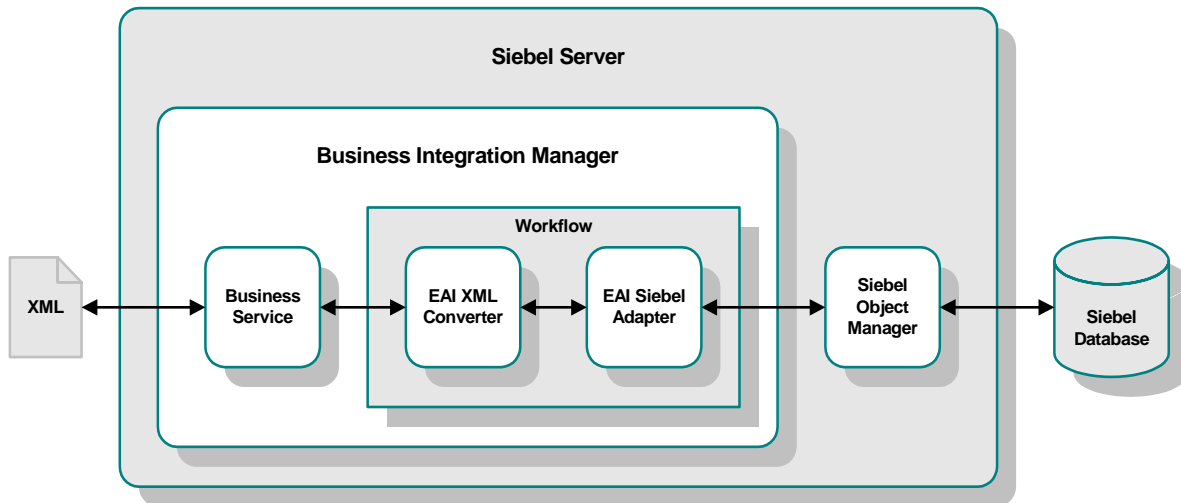 Siebel Server
Business Integration Manager
Workflow
XML
Business
Service
EAI XML
Converter
EAI Siebel
Adapter
Siebel
Object
Manager
Siebel
Database